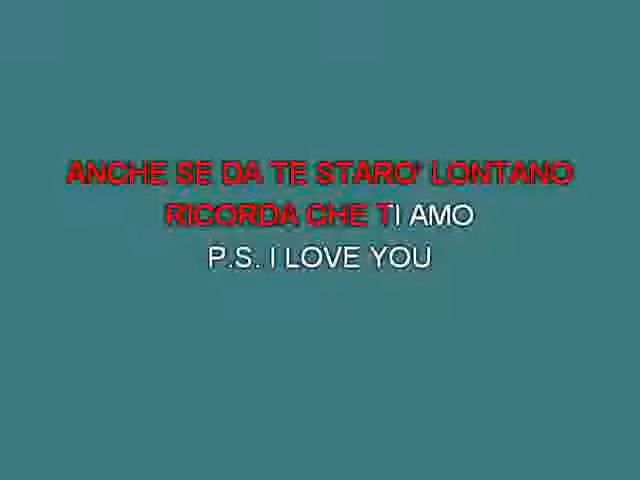 ANCHE SE DA TE STARO' LONTANO
RICORDA CHE TI AMO
P.S. I LOVE YOU